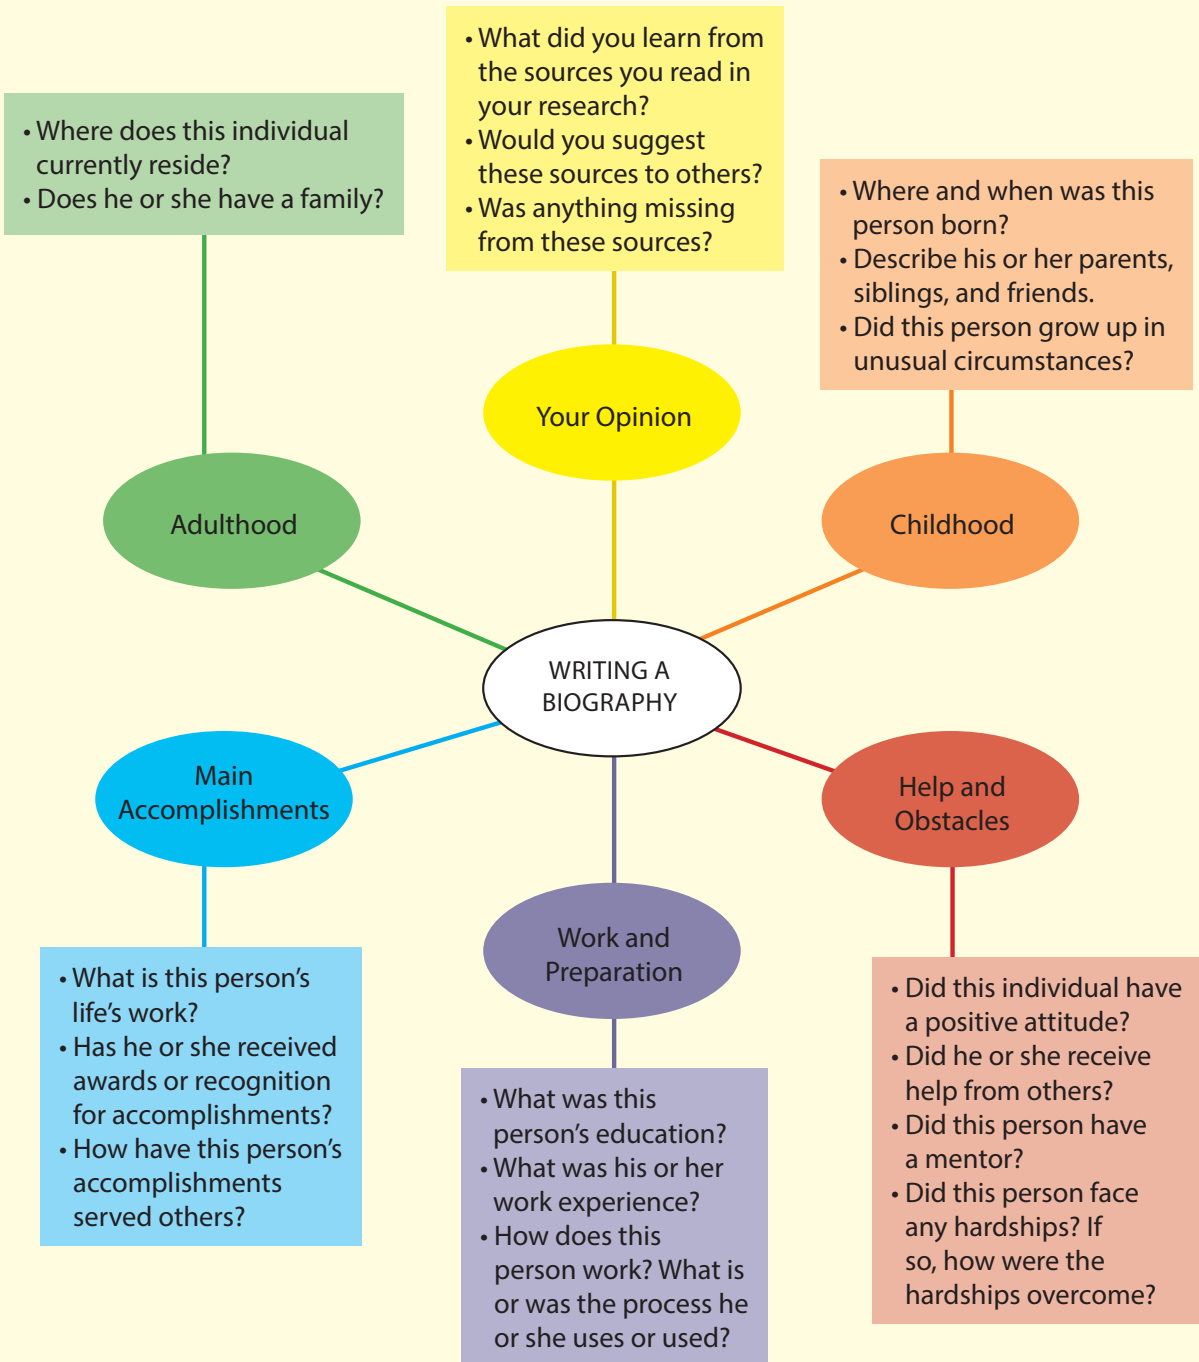 • What did you learn from
the sources you read in
your research?
• Would you suggest
these sources to others?
• Was anything missing
from these sources?
• Where does this individual
currently reside?
• Does he or she have a family?
• Where and when was this
person born?
• Describe his or her parents,
siblings, and friends.
• Did this person grow up in
unusual circumstances?
Your Opinion
Adulthood
Childhood
WRITING A
BIOGRAPHY
Main
Accomplishments
Help and
Obstacles
Work and
Preparation
• What is this person’s
life’s work?
• Has he or she received
awards or recognition
for accomplishments?
• How have this person’s
accomplishments
served others?
• What was this
person’s education?
• What was his or her
work experience?
• How does this
person work? What is
or was the process he
or she uses or used?
• Did this individual have
a positive attitude?
• Did he or she receive
help from others?
• Did this person have
a mentor?
• Did this person face
any hardships? If
so, how were the
hardships overcome?